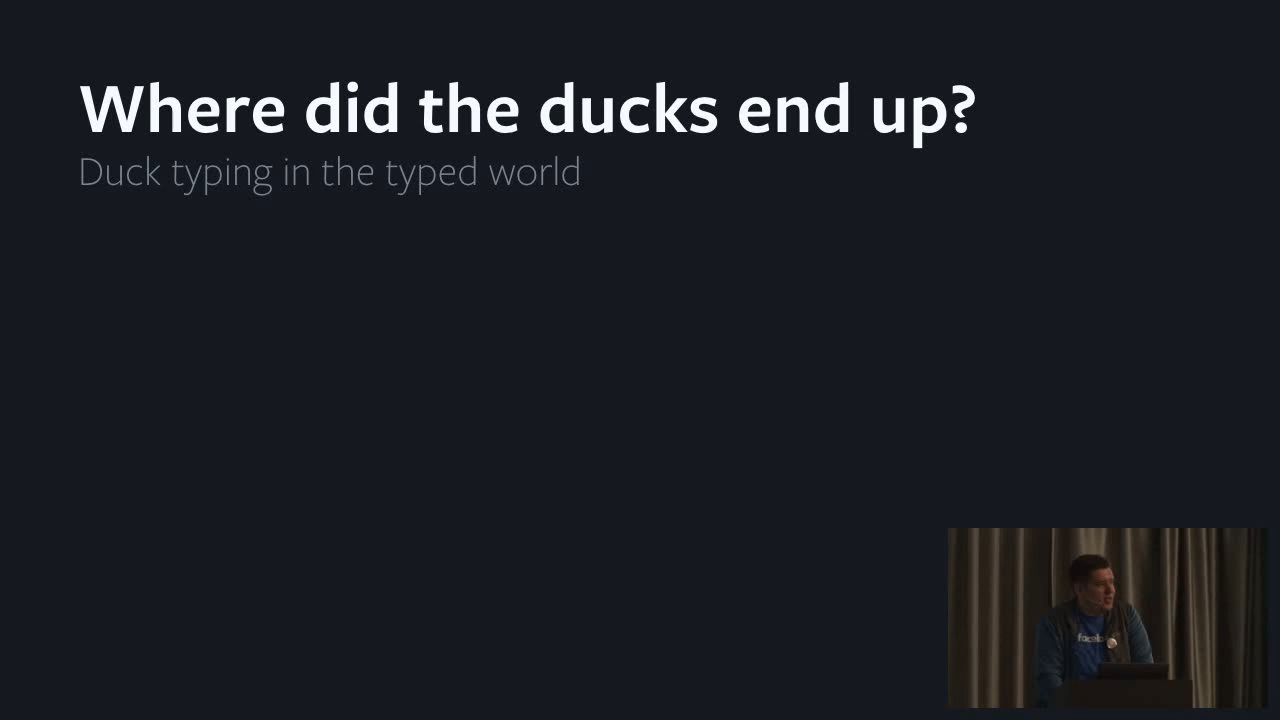 Where did the ducks end up?
Duck typing in the typed world